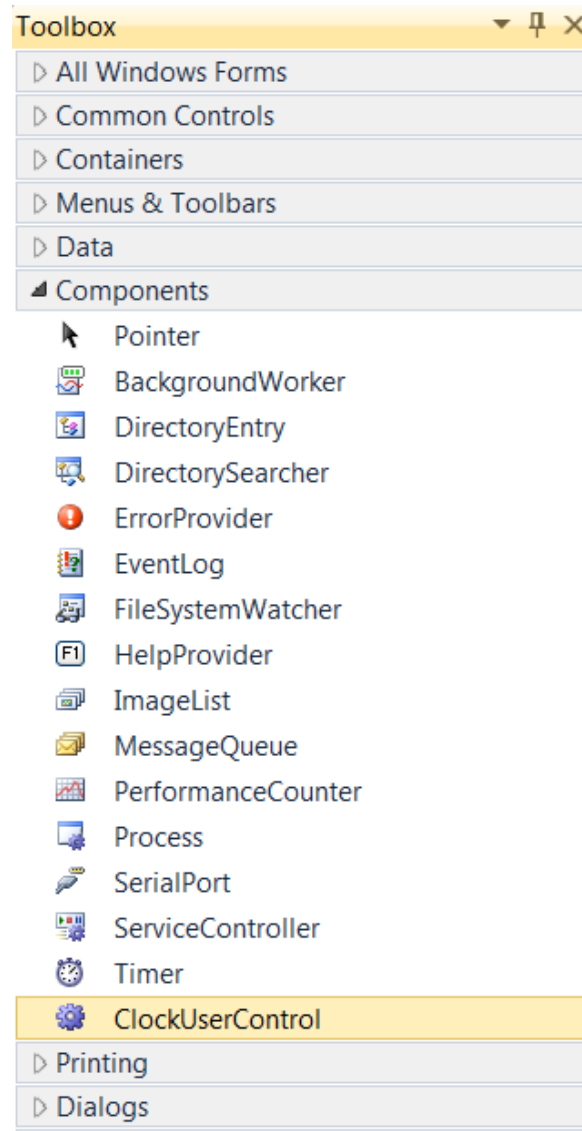 Toolbox
All Windows Forms
Common Controls
Containers
Menus & Toolbars
Data
Components
Pointer
BackgroundWorker
DirectoryEntry
DirectorySearcher
ErrorProvider
EventLog
FileSystemWatcher
F1 HelpProvider
ImageList
MessageQueue
PerformanceCounter
Process
SerialPort
ServiceController
Timer
ClockUserControl
Printing
Dialogs